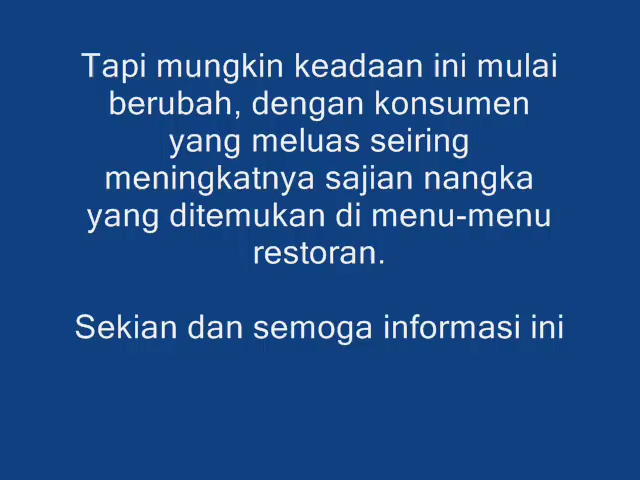 Tapi mungkin keadaan ini mulai
berubah, dengan konsumen
yang meluas seiring
meningkatnya sajian nangka
yang ditemukan di menu-menu
restoran.
Sekian dan semoga informasi ini